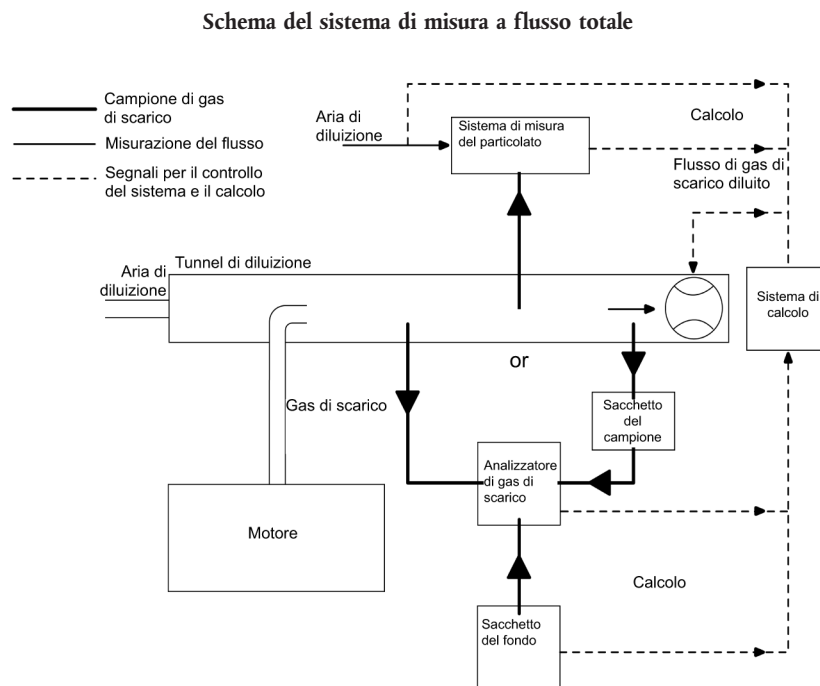 Schema del sistema di misura a flusso totale
Campione di gas
di scarico
Misurazione del flusso
Segnali per il controllo
del sistema e il calcolo
Aria di
diluizione
Sistema di misura
del particolato
Calcolo
Flusso di gas di
scarico diluito
Aria di
diluizione
Tunnel di diluizione
Sistema di
calcolo
or
Gas di scarico
Sacchetto
del
campione
Analizzatore
di gas di
scarico
Motore
Calcolo
Sacchetto
del fondo